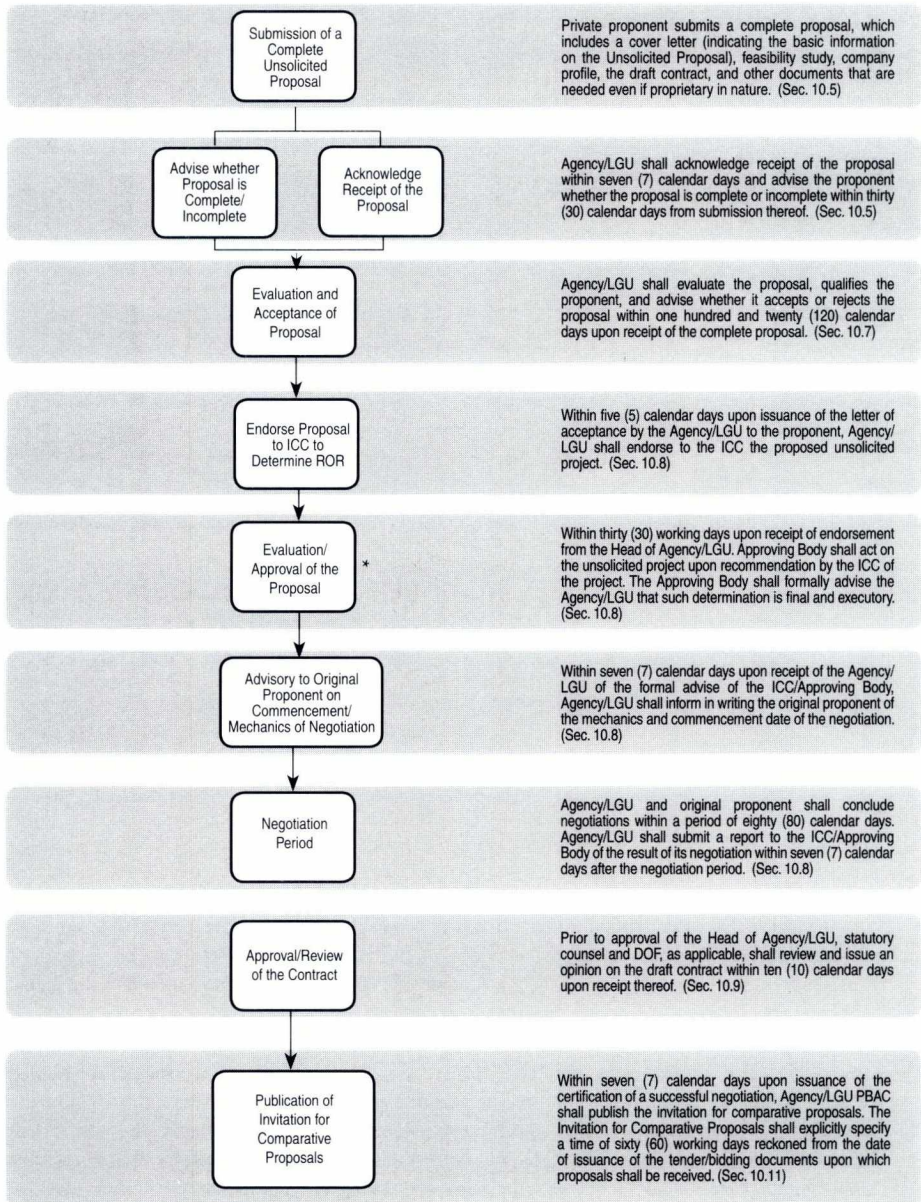 Submission of a
Complete
Unsolicited
Proposal
Private proponent submits a complete proposal, which
includes a cover letter (indicating the basic information
on the Unsolicited Proposal), feasibility study, company
profile, the draft contract, and other documents that are
needed even if proprietary in nature. (Sec. 10.5)
Advise whether
Proposal is
Complete/
Incomplete
Acknowledge
Receipt of the
Proposal
Agency/LGU shall acknowledge receipt of the proposal
within seven (7) calendar days and advise the proponent
whether the proposal is complete or incomplete within thirty
(30) calendar days from submission thereof. (Sec. 10.5)
Evaluation and
Acceptance of
Proposal
Agency/LGU shall evaluate the proposal, qualifies the
proponent, and advise whether it accepts or rejects the
proposal within one hundred and twenty (120) calendar
days upon receipt of the complete proposal. (Sec. 10.7)
Endorse Proposal
to ICC to
Determine ROR
Within five (5) calendar days upon issuance of the letter of
acceptance by the Agency/LGU to the proponent, Agency/
LGU shall endorse to the ICC the proposed unsolicited
project. (Sec. 10.8)
Evaluation/
Approval of the
Proposal
*
Within thirty (30) working days upon receipt of endorsement
from the Head of Agency/LGU. Approving Body shall act on
the unsolicited project upon recommendation by the ICC of
the project. The Approving Body shall formally advise the
Agency/LGU that such determination is final and executory.
(Sec. 10.8)
Advisory to Original
Proponent on
Commencement/
Mechanics of Negotiation
Within seven (7) calendar days upon receipt of the Agency/
LGU of the formal advise of the ICC/Approving Body,
Agency/LGU shall inform in writing the original proponent of
the mechanics and commencement date of the negotiation.
(Sec. 10.8)
Negotiation
Period
Agency/LGU and original proponent shall conclude
negotiations within a period of eighty (80) calendar days.
Agency/LGU shall submit a report to the ICC/Approving
Body of the result of its negotiation within seven (7) calendar
days after the negotiation period. (Sec. 10.8)
Approval/Review
of the Contract
Prior to approval of the Head of Agency/LGU, statutory
counsel and DOF, as applicable, shall review and issue an
opinion on the draft contract within ten (10) calendar days
upon receipt thereof. (Sec. 10.9)
Publication of
Invitation for
Comparative
Proposals
Within seven (7) calendar days upon issuance of the
certification of a successful negotiation, Agency/LGU PBAC
shall publish the invitation for comparative proposals. The
Invitation for Comparative Proposals shall explicitly specify
a time of sixty (60) working days reckoned from the date
of issuance of the tender/bidding documents upon which
proposals shall be received. (Sec. 10.11)